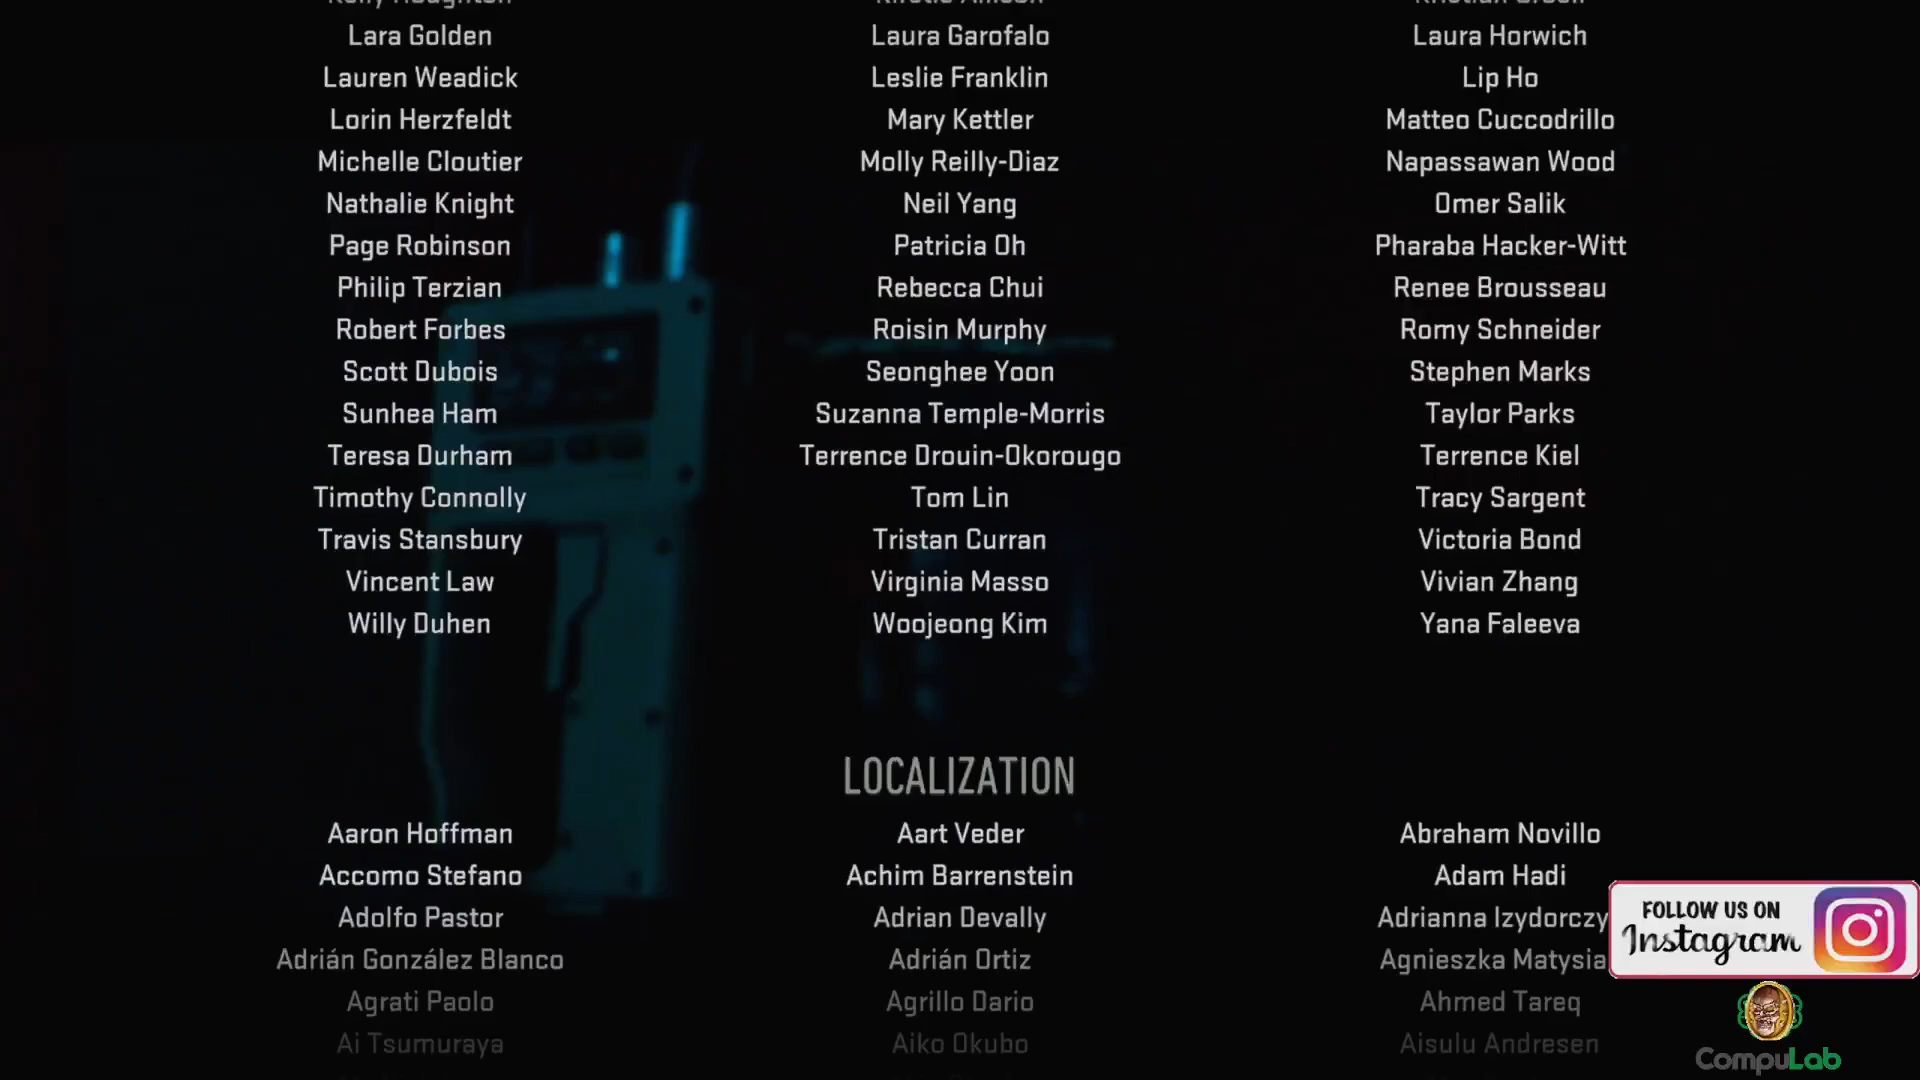 Lara Golden Laura Garofalo Laura Horwich
Lauren Weadick Leslie Franklin Lip Ho
Lorin Herzfeldt Mary Kettler Matteo Cuccodrillo
Michelle Cloutier Molly Reilly-Diaz Napassawan Wood
Nathalie Knight Neil Yang Omer Salik
Page Robinson Patricia Oh Pharaba Hacker-Witt
Philip Terzian Rebecca Chui Renee Brousseau
Robert Forbes Roisin Murphy Romy Schneider
Scott Dubois Seonghee Yoon Stephen Marks
Sunhea Ham Suzanna Temple-Morris Taylor Parks
Teresa Durham Terrence Drouin-Okorougo Terrence Kiel
Timothy Connolly Tom Lin Tracy Sargent
Travis Stansbury Tristan Curran Victoria Bond
Vincent Law Virginia Masso Vivian Zhang
Willy Duhen Woojeong Kim Yana Faleeva
LOCALIZATION
Aaron Hoffman Aart Veder Abraham Novillo
Accomo Stefano Achim Barrenstein Adam Hadi
Adolfo Pastor Adrian Devally Adrianna Izydorczy
Adrián González Blanco Adrián Ortiz Agnieszka Matysia
Agrati Paolo Agrillo Dario Ahmed Tareq
Ai Tsumuraya Aiko Okubo Aisulu Andresen
FOLLOW US ON
Instagram
CompuLab